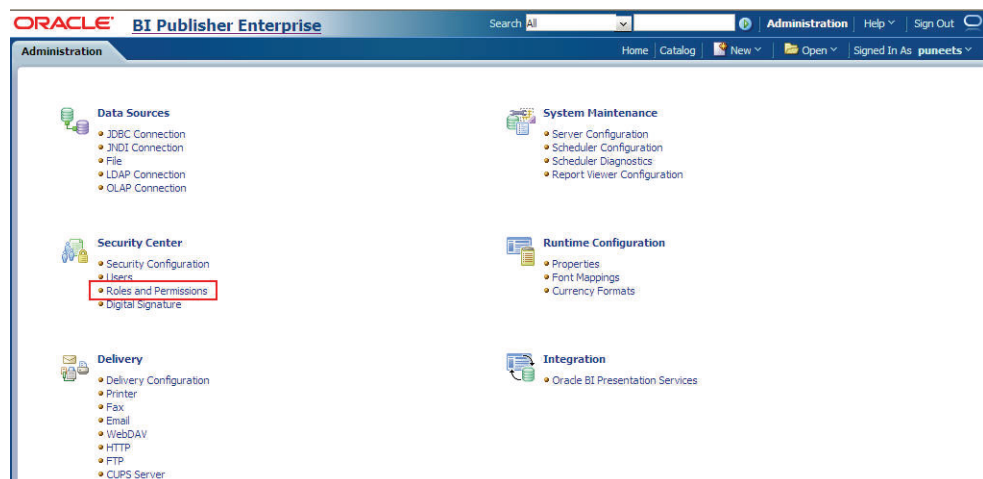 ORACLE BI Publisher Enterprise
Search All Administration Help Sign Out
Administration
Home Catalog New Open Signed In As puneets
Data Sources
JDBC Connection
JNDI Connection
File
LDAP Connection
OLAP Connection
System Maintenance
Server Configuration
Scheduler Configuration
Scheduler Diagnostics
Report Viewer Configuration
Security Center
Security Configuration
Users
Roles and Permissions
Digital Signature
Runtime Configuration
Properties
Font Mappings
Currency Formats
Delivery
Delivery Configuration
Printer
Fax
Email
WebDAV
HTTP
FTP
CUPS Server
Integration
Oracle BI Presentation Services